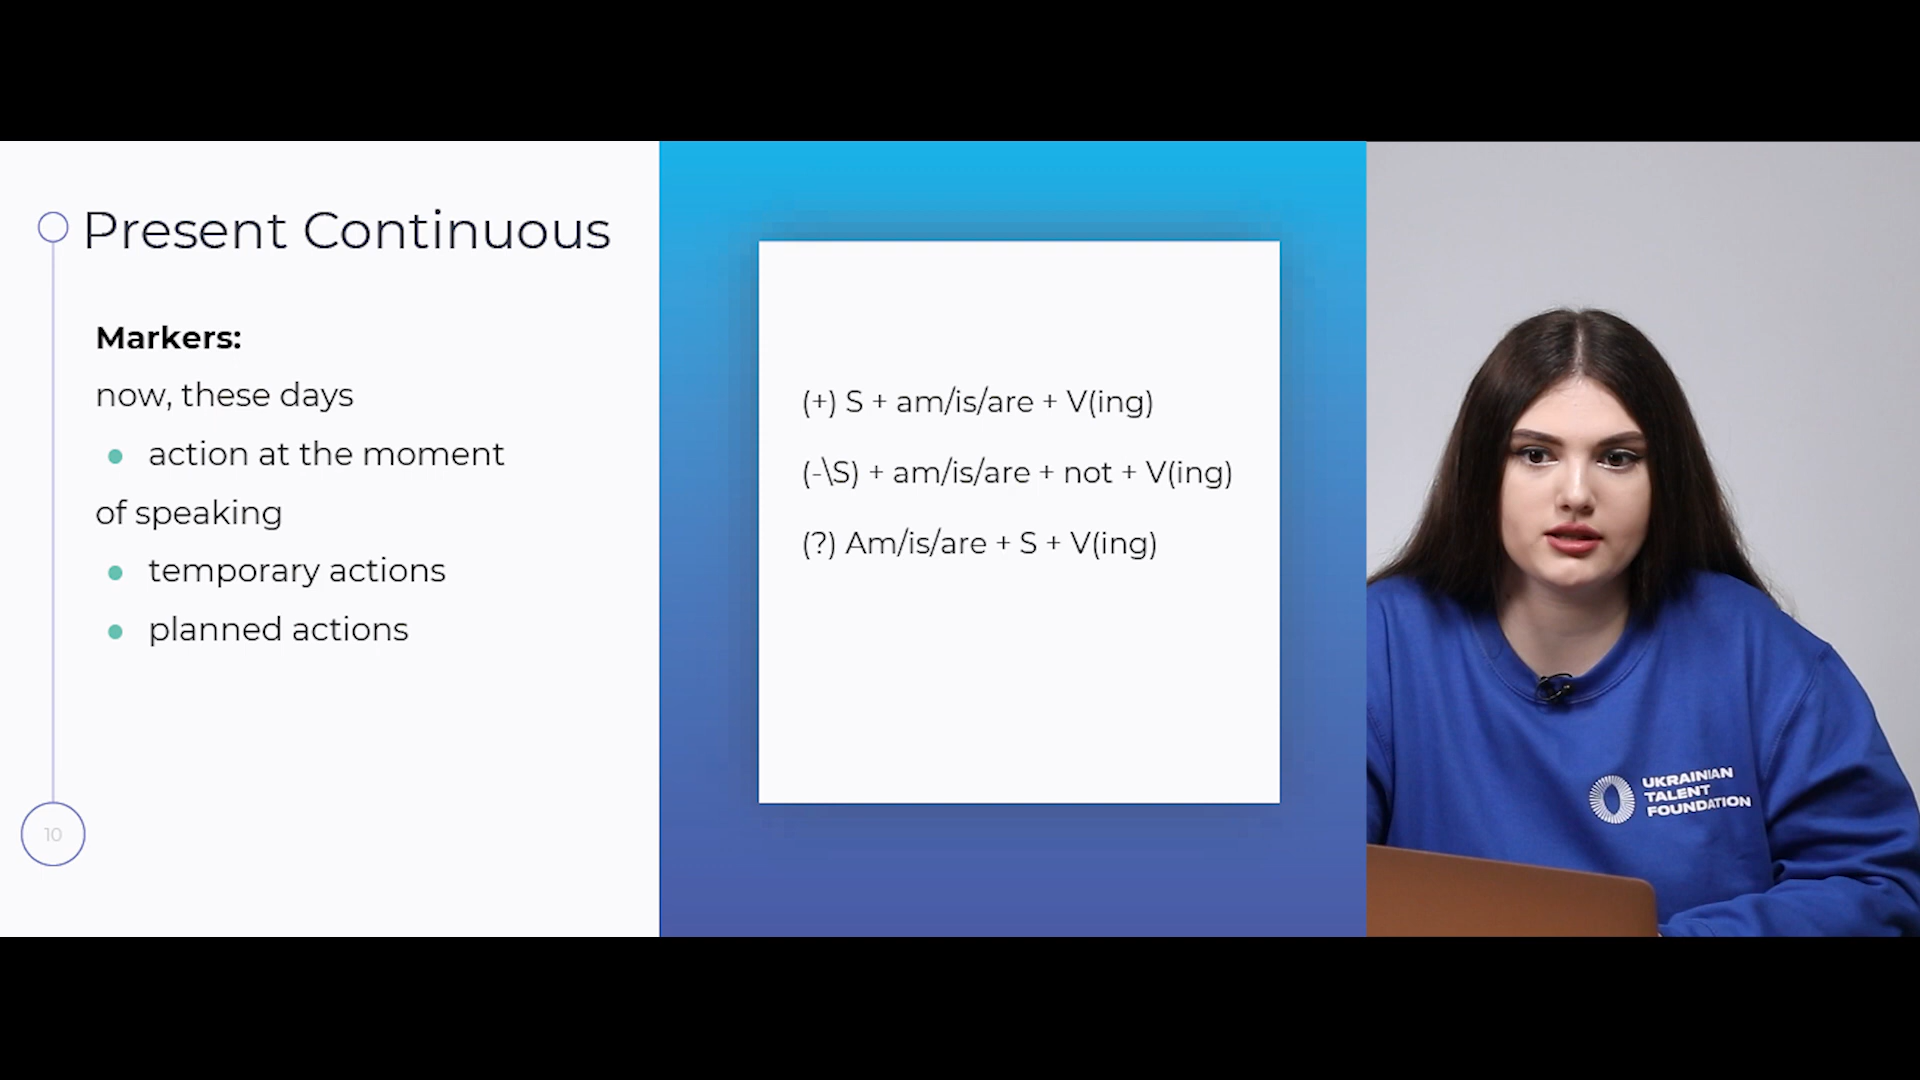 Present Continuous
Markers:
now, these days
● action at the moment
of speaking
● temporary actions
● planned actions
10
(+) S + am/is/are + V(ing)
(-\S) + am/is/are + not + V(ing)
(?) Am/is/are + S + V(ing)
UKRAINIAN
TALENT
FOUNDATION